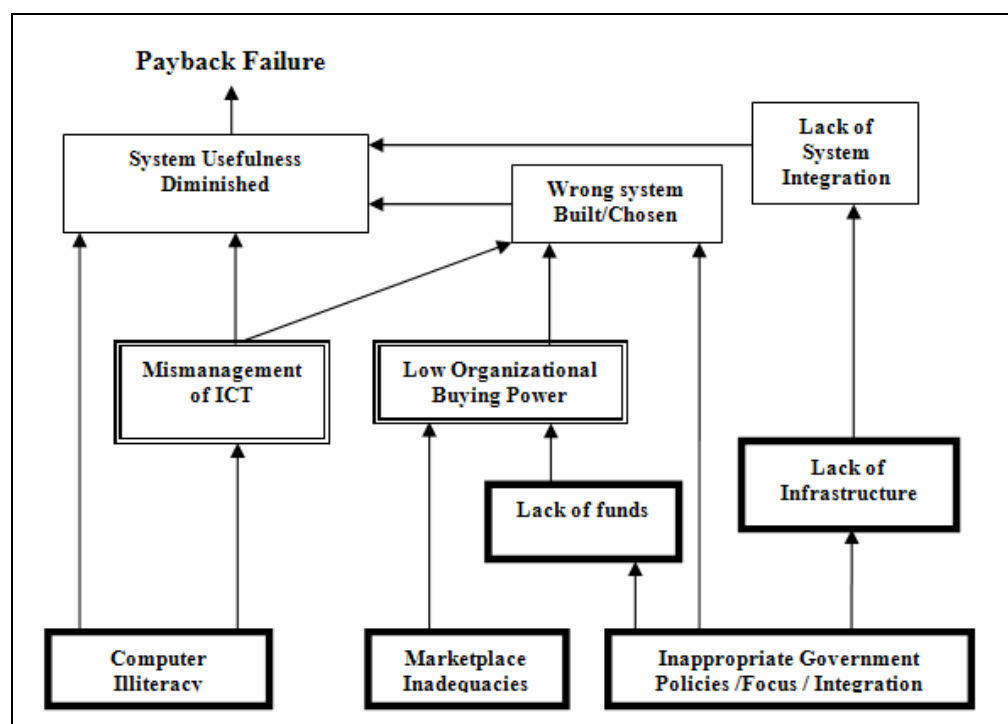 Payback Failure
System Usefulness
Diminished
Lack of
System
Integration
Wrong system
Built/Chosen
Mismanagement
of ICT
Low Organizational
Buying Power
Lack of
Infrastructure
Lack of funds
Computer
Illiteracy
Marketplace
Inadequacies
Inappropriate Government
Policies /Focus / Integration